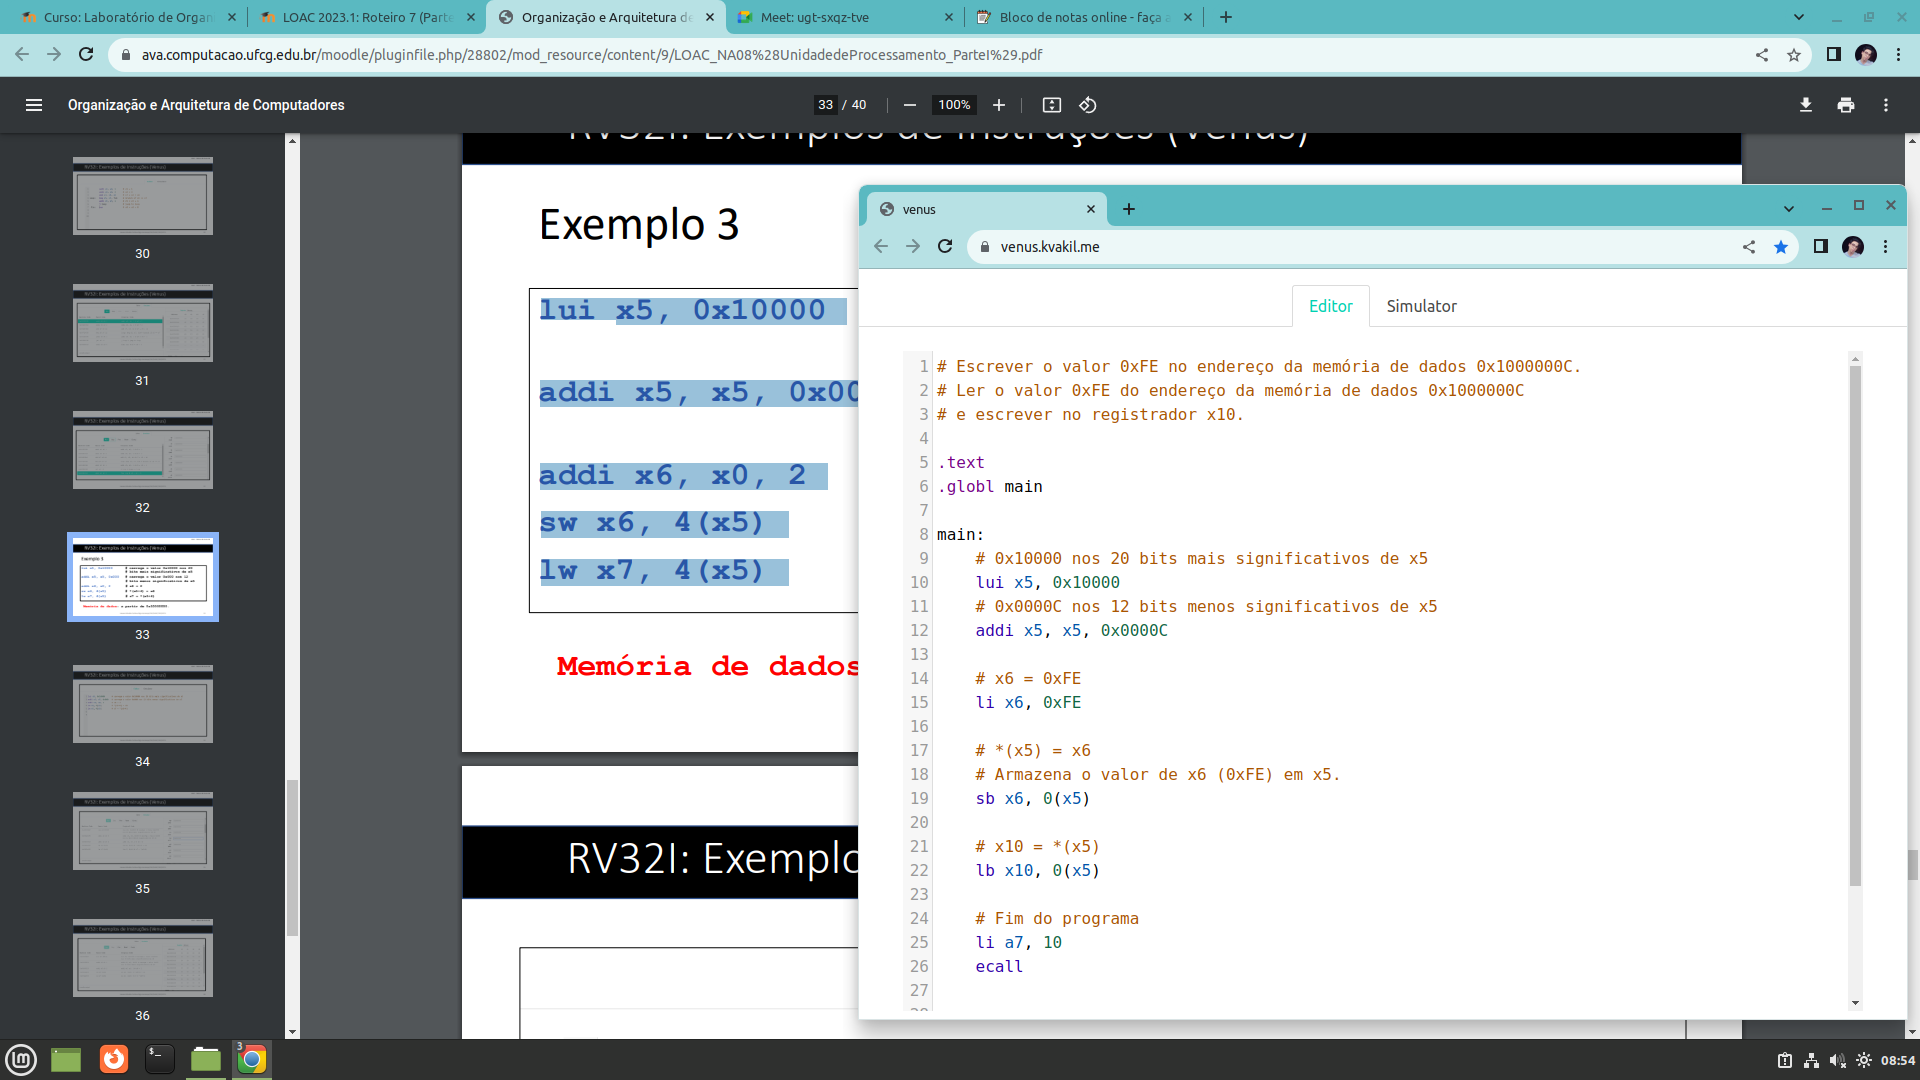 Curso: Laboratório de Organ
LOAC 2023.1: Roteiro 7 (Parte
Organização e Arquitetura de
Meet: ugt-sxqz-tve
Bloco de notas online - faça a
ava.computacao.ufcg.edu.br/moodle/pluginfile.php/28802/mod_resource/content/9/LOAC_NA08%28UnidadedeProcessamento_ParteI%29.pdf
Organização e Arquitetura de Computadores
33 / 40
100%
RV32I: Exemplos de Instruções (Venus)
30
31
32
33
34
35
36
Exemplo 3
lui x5, 0x10000
addi x5, x5, 0x00
addi x6, x0, 2
sw x6, 4(x5)
lw x7, 4(x5)
Memória de dados
RV32I: Exemplo
venus
venus.kvakil.me
Editor
Simulator
1 # Escrever o valor 0xFE no endereço da memória de dados 0x1000000C.
2 # Ler o valor 0xFE do endereço da memória de dados 0x1000000C
3 # e escrever no registrador x10.
4
5 .text
6 .globl main
7
8 main:
9 # 0x10000 nos 20 bits mais significativos de x5
10 lui x5, 0x10000
11 # 0x0000C nos 12 bits menos significativos de x5
12 addi x5, x5, 0x0000C
13
14 # x6 = 0xFE
15 li x6, 0xFE
16
17 # *(x5) = x6
18 # Armazena o valor de x6 (0xFE) em x5.
19 sb x6, 0(x5)
20
21 # x10 = *(x5)
22 lb x10, 0(x5)
23
24 # Fim do programa
25 li a7, 10
26 ecall
27
28
3
08:54